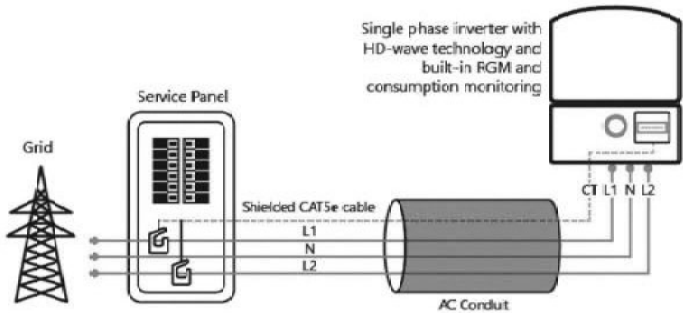 Single phase inverter with
HD-wave technology and
built-in RGM and
consumption monitoring
Service Panel
Grid
CT L1 N L2
Shielded CAT5e cable
L1
N
L2
AC Conduit